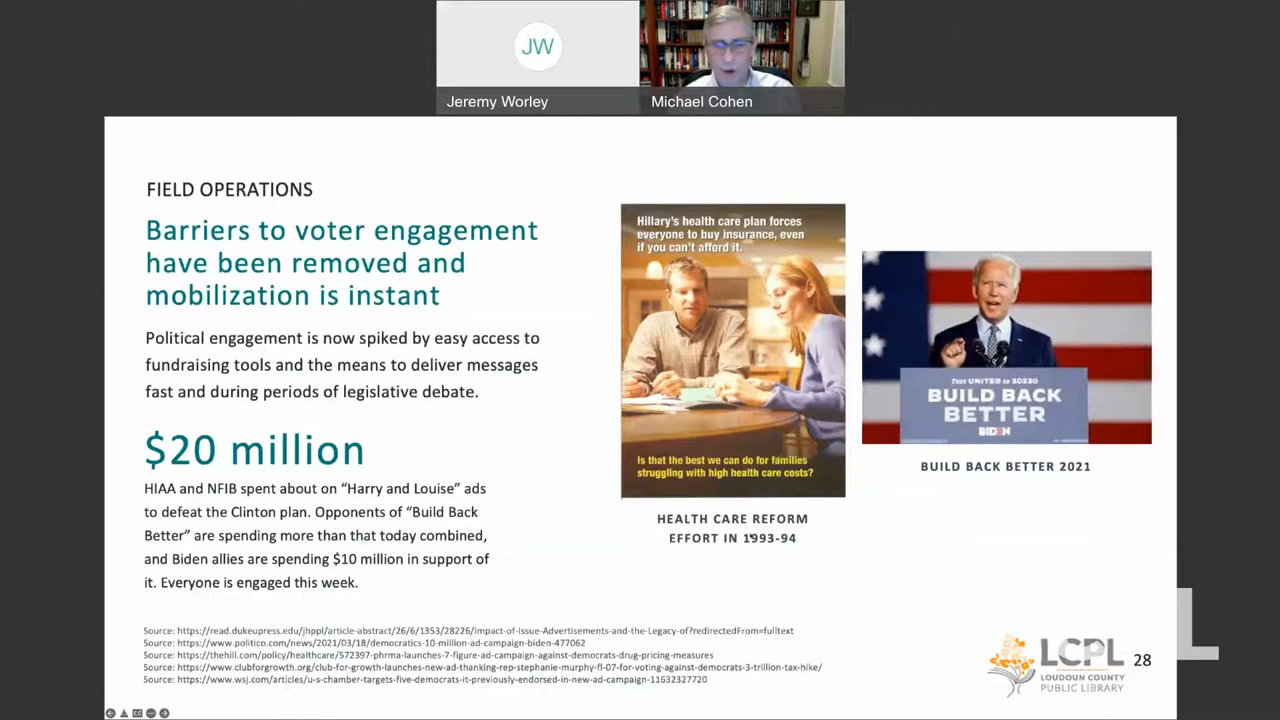 JW
Jeremy Worley
Michael Cohen
FIELD OPERATIONS
Barriers to voter engagement
have been removed and
mobilization is instant
Political engagement is now spiked by easy access to
fundraising tools and the means to deliver messages
fast and during periods of legislative debate.
$20 million
HIAA and NFIB spent about on “Harry and Louise” ads
to defeat the Clinton plan. Opponents of “Build Back
Better” are spending more than that today combined,
and Biden allies are spending $10 million in support of
it. Everyone is engaged this week.
Hillary's health care plan forces
everyone to buy insurance, even
if you can't afford it.
Is that the best we can do for families
struggling with high health care costs?
HEALTH CARE REFORM
EFFORT IN 1993-94
Text UNITED to 30330
BUILD BACK
BETTER
BIDEN
BUILD BACK BETTER 2021
Source: https://read.dukeupress.edu/jhppl/article-abstract/26/6/1353/28226/Impact-of-Issue-Advertisements-and-the-Legacy-of?redirectedFrom=fulltext
Source: https://www.politico.com/news/2021/03/18/democratics-10-million-ad-campaign-biden-477062
Source: https://thehill.com/policy/healthcare/572397-phrma-launches-7-figure-ad-campaign-against-democrats-drug-pricing-measures
Source: https://www.clubforgrowth.org/club-for-growth-launches-new-ad-thanking-rep-stephanie-murphy-fl-07-for-voting-against-democrats-3-trillion-tax-hike/
Source: https://www.wsj.com/articles/u-s-chamber-targets-five-democrats-it-previously-endorsed-in-new-ad-campaign-11632327720
LCPL
LOUDOUN COUNTY
PUBLIC LIBRARY
28